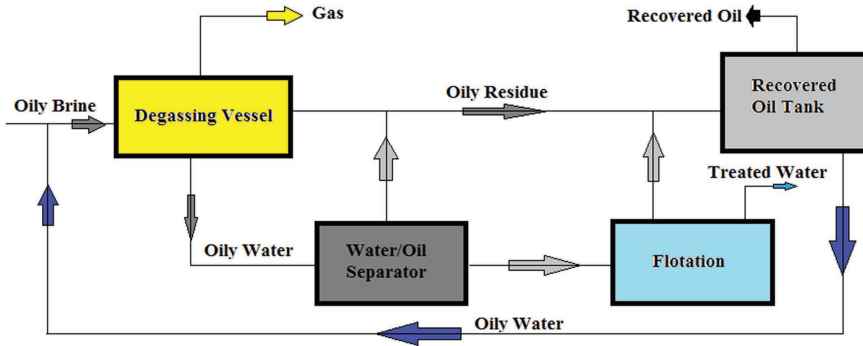 Gas
Recovered Oil
Oily Brine
Degassing Vessel
Oily Residue
Recovered
Oil Tank
Treated Water
Oily Water
Water/Oil
Separator
Flotation
Oily Water